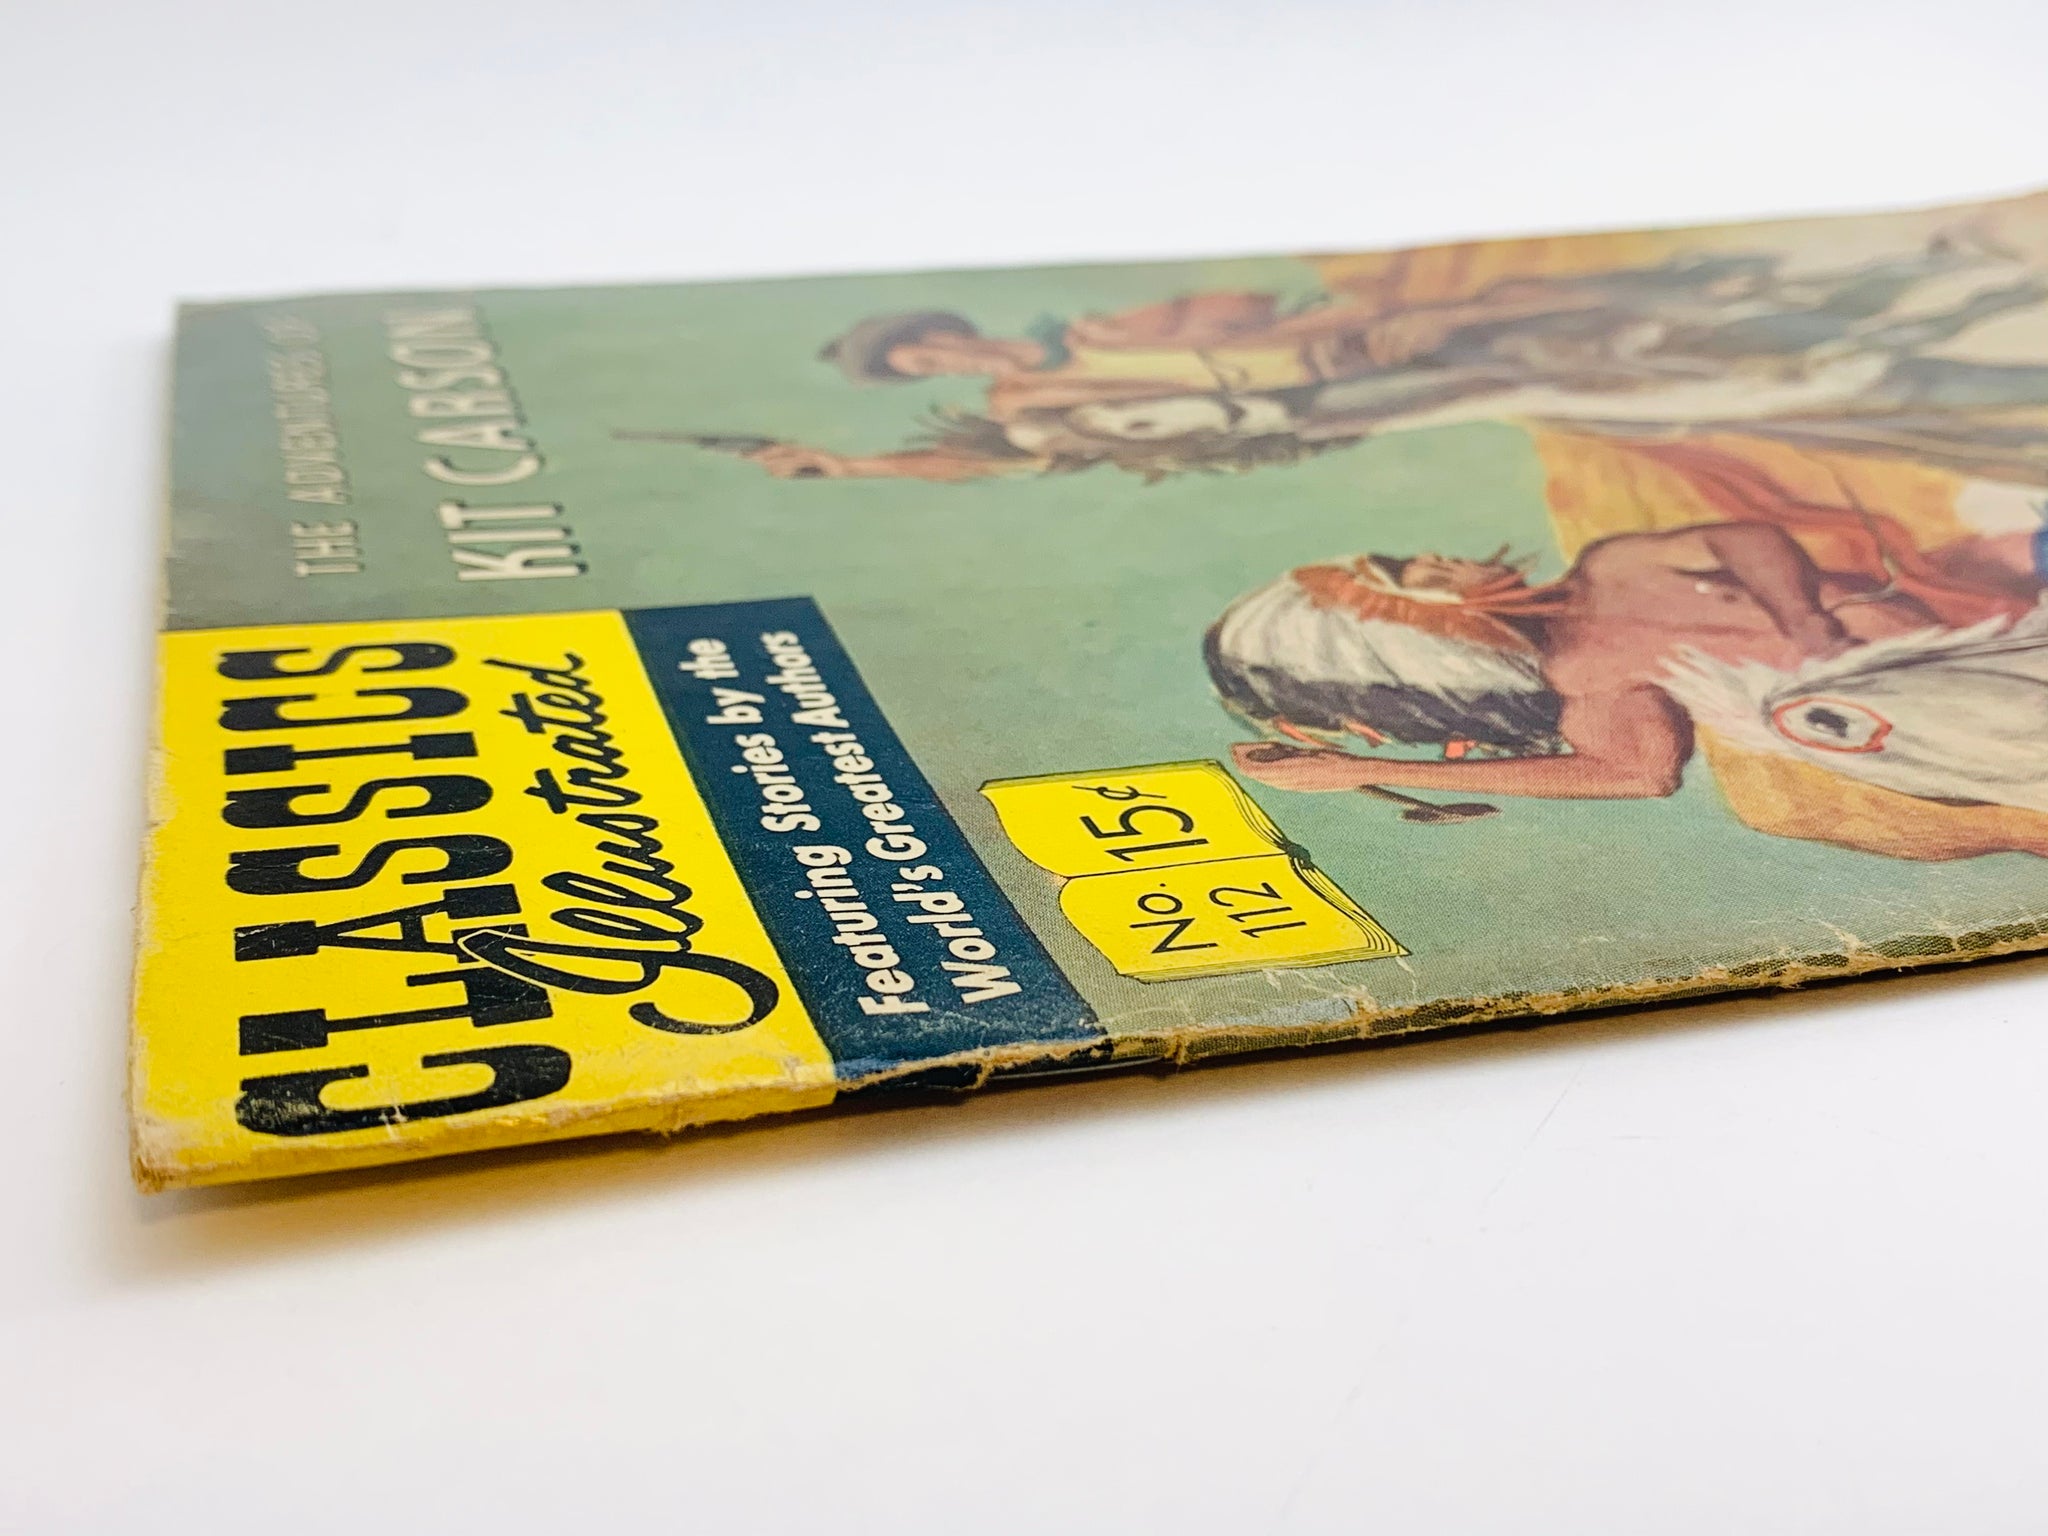 CLASSICS
Illustrated
Featuring Stories by the
World's Greatest Authors
THE ADVENTURES OF
KIT CARSON
No. 15¢
112